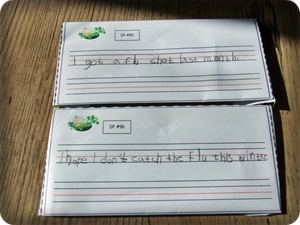 SP #95
I got a flu shot last month.
SP #96
I hope I don't catch the flu this winter